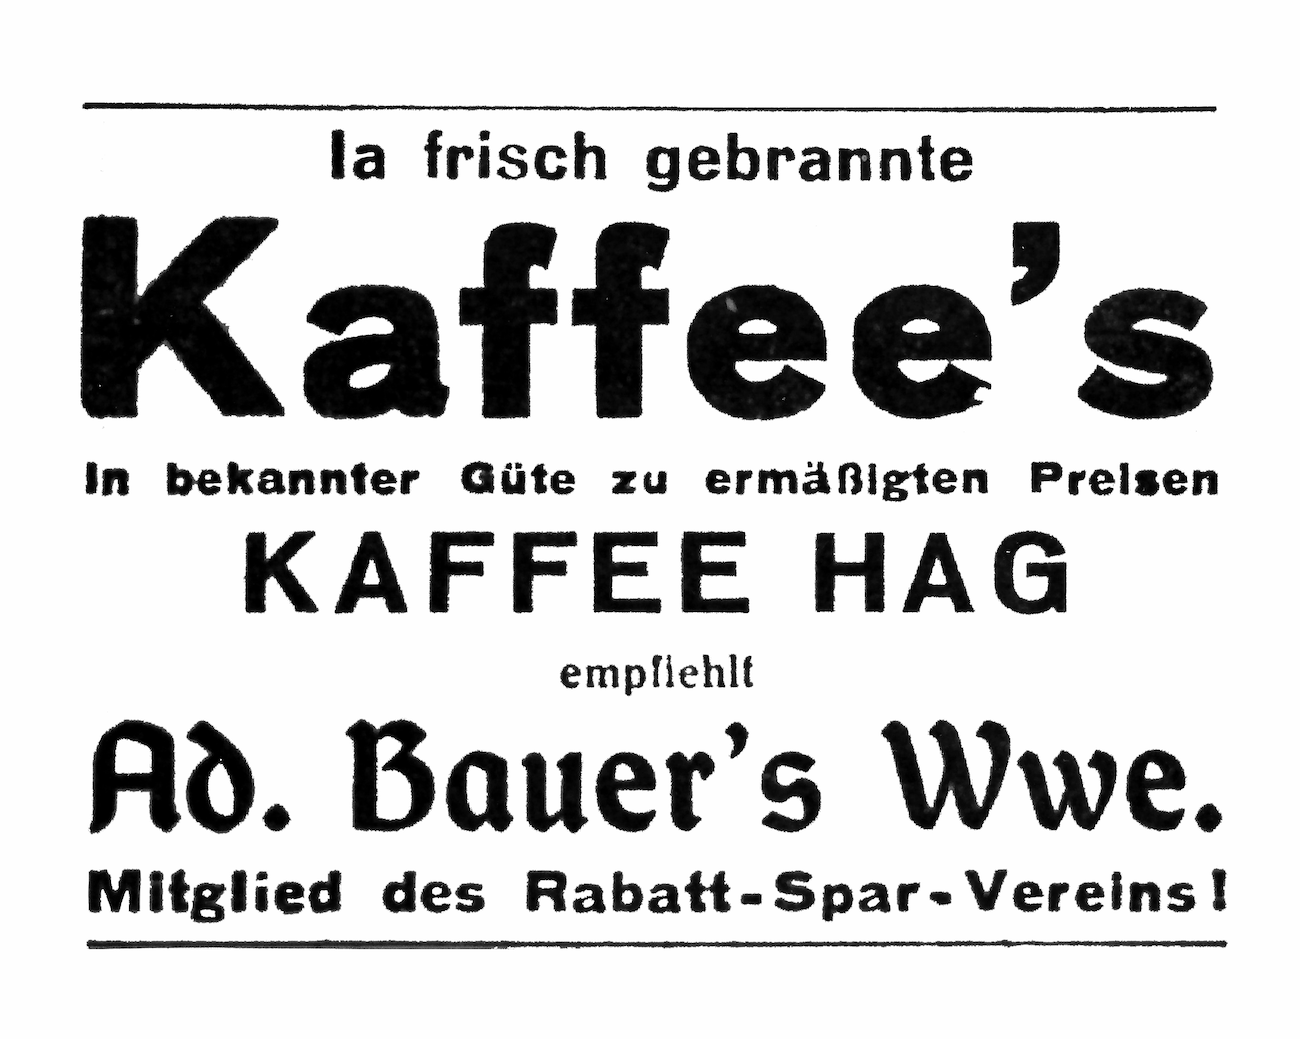 Ia frisch gebrannte
Kaffee's
In bekannter Güte zu ermäßigten Preisen
KAFFEE HAG
empfiehlt
Ad. Bauer's Wwe.
Mitglied des Rabatt-Spar-Vereins!